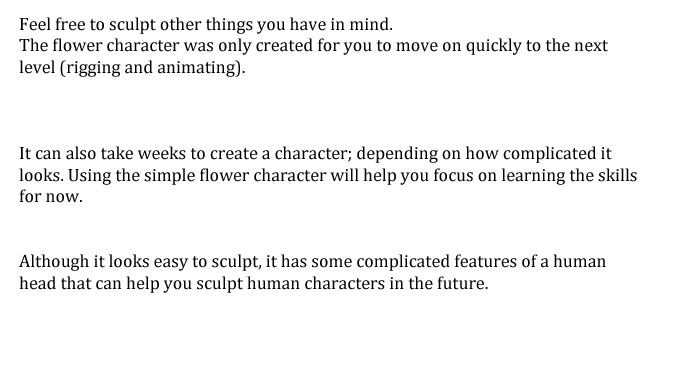 Feel free to sculpt other things you have in mind.
The flower character was only created for you to move on quickly to the next
level (rigging and animating).
It can also take weeks to create a character; depending on how complicated it
looks. Using the simple flower character will help you focus on learning the skills
for now.
Although it looks easy to sculpt, it has some complicated features of a human
head that can help you sculpt human characters in the future.